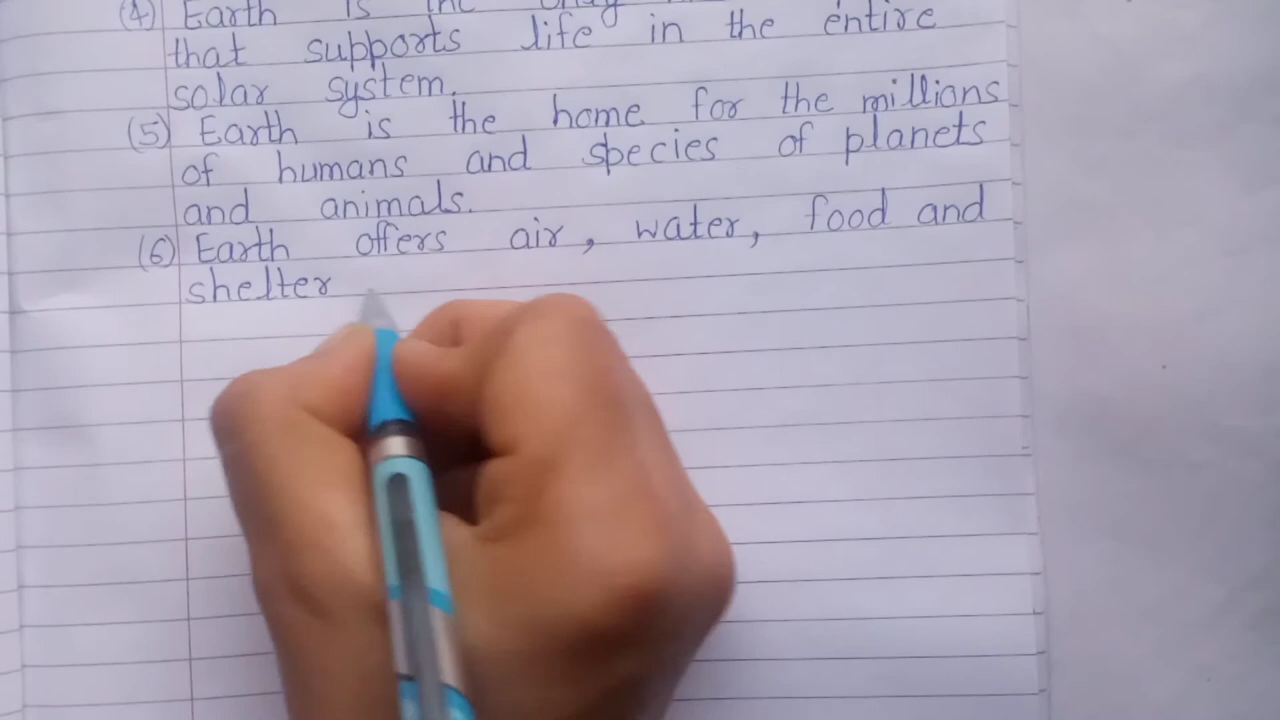 (4) Earth is the only
that supports life in the entire
solar system.
(5) Earth is the home for the millions
of humans and species of planets
and animals.
(6) Earth offers air, water, food and
shelter